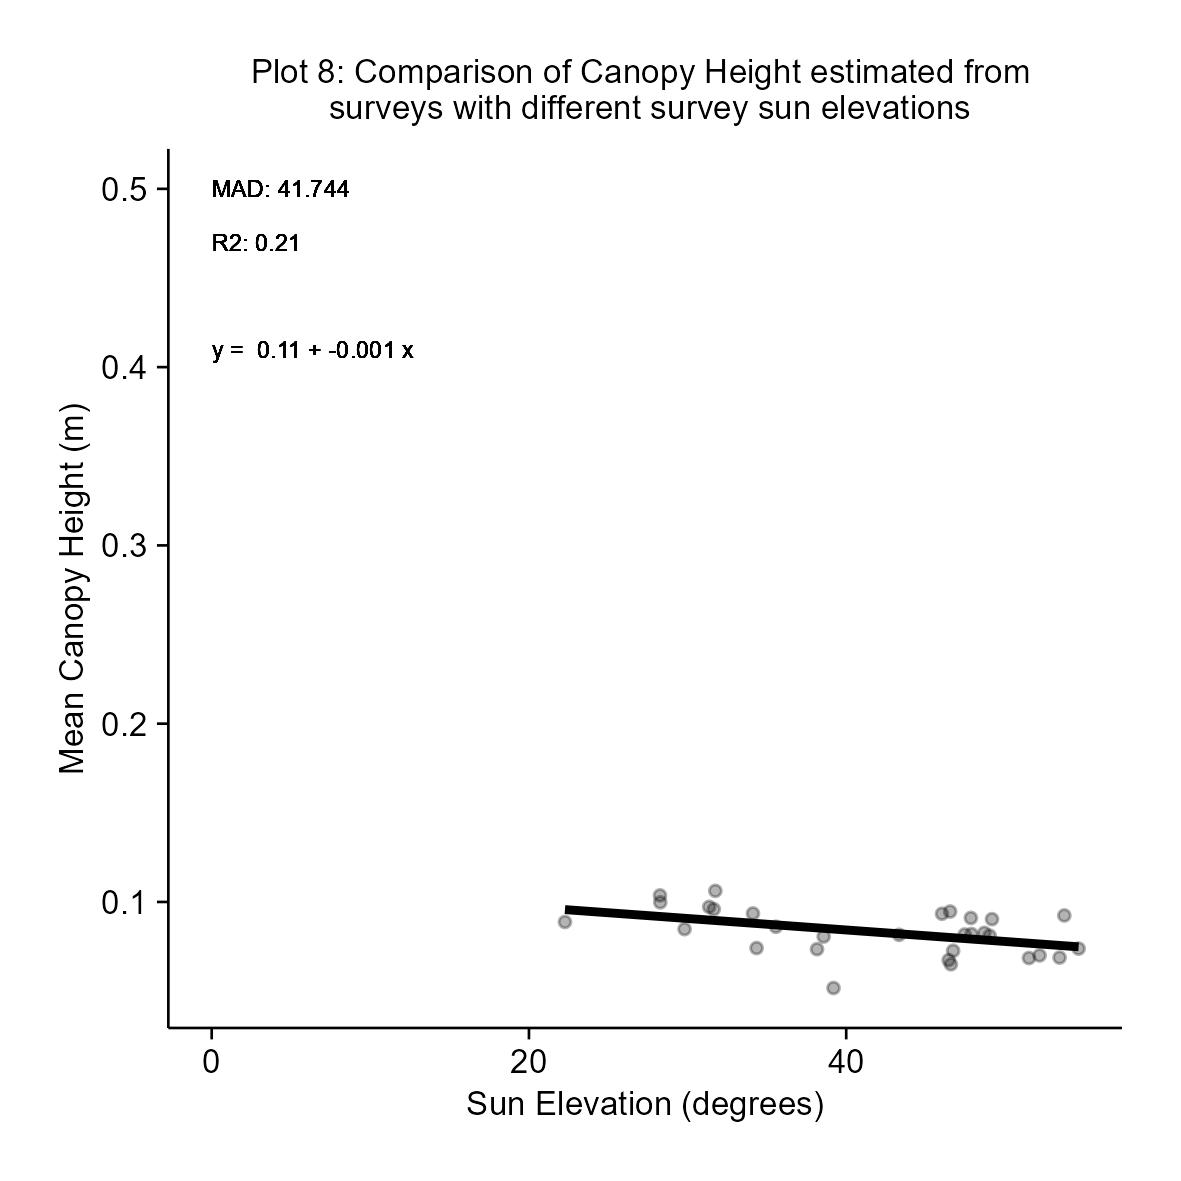 Plot 8: Comparison of Canopy Height estimated from
surveys with different survey sun elevations
0.5
MAD: 41.744
R2: 0.21
y =  0.11 + -0.001 x
0.4
0.3
0.2
0.1
Mean Canopy Height (m)
0 20 40
Sun Elevation (degrees)